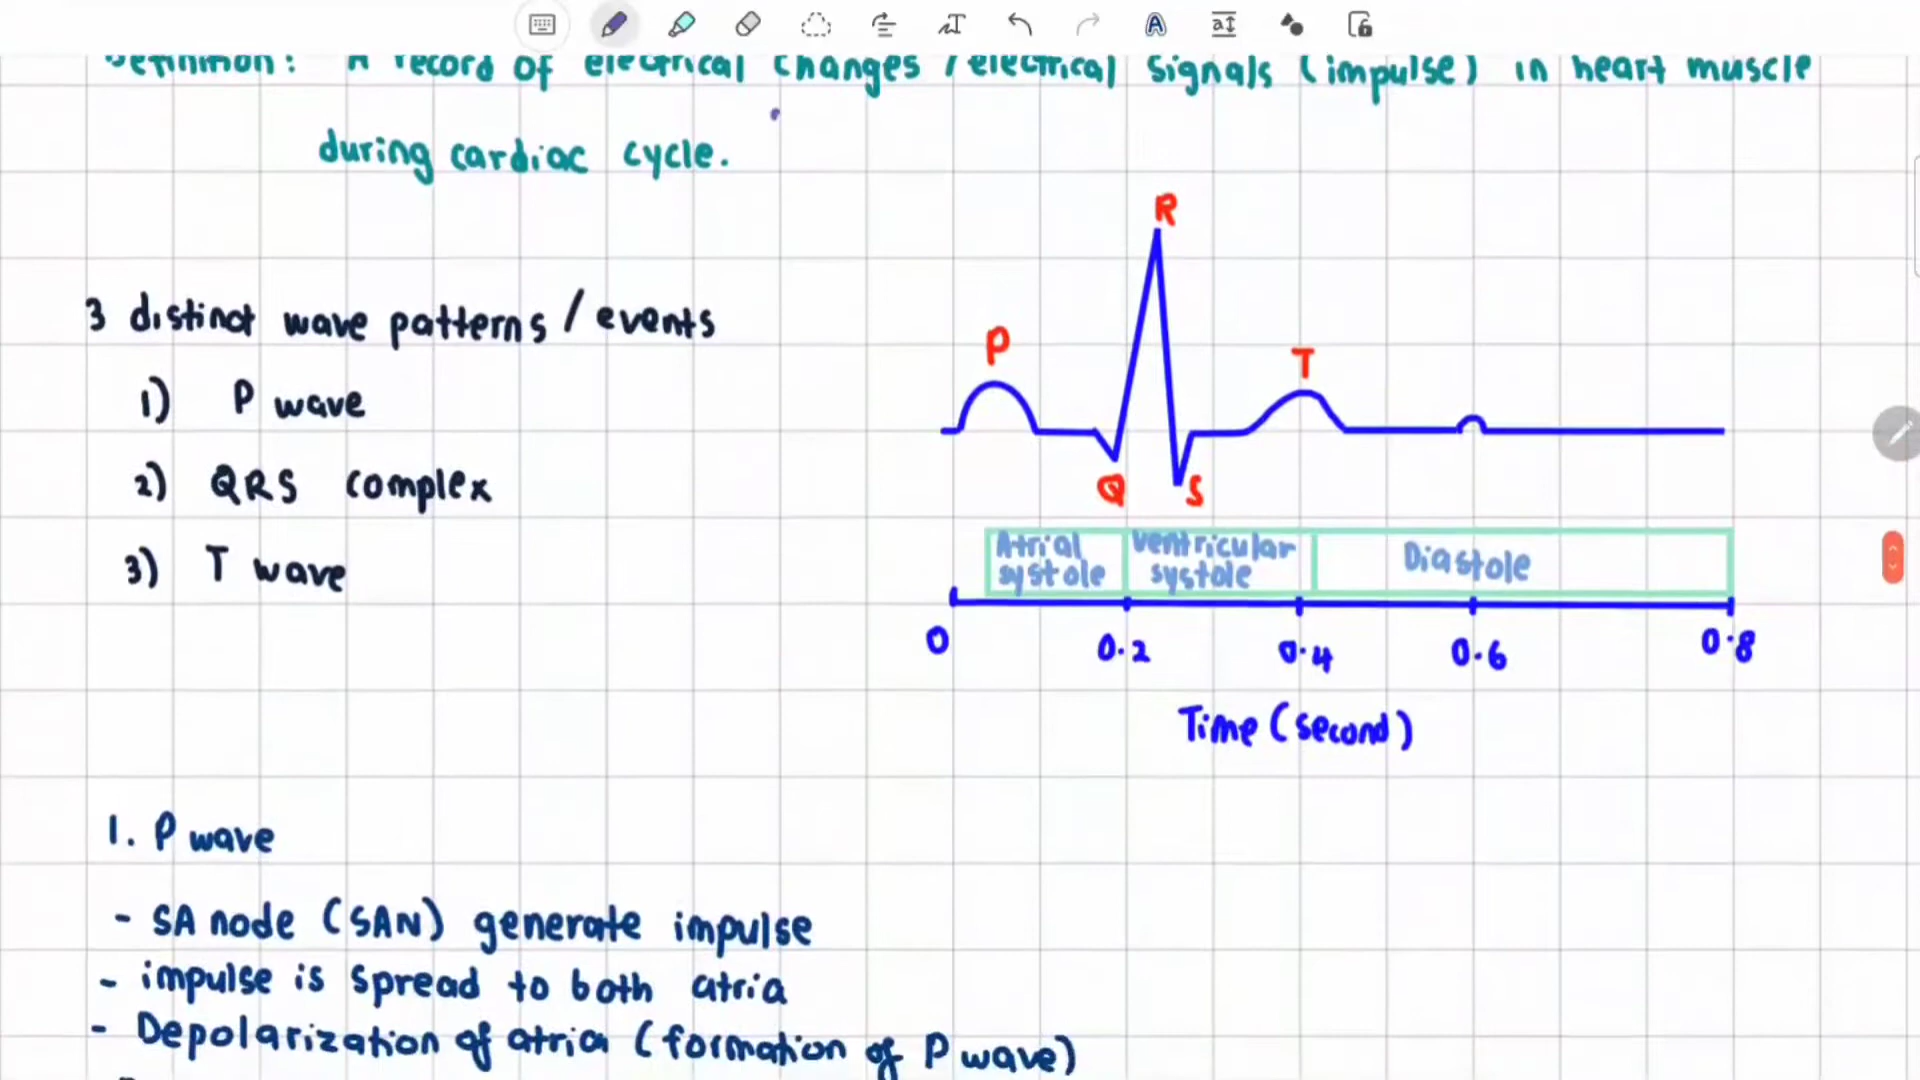 Definition: A record of electrical changes /electrical signals (impulse) in heart muscle
during cardiac cycle.
R
3 distinct wave patterns / events
P
T
1) P wave
2) QRS complex
Q S
Atrial systole Ventricular systole Diastole
3) T wave
0 0.2 0.4 0.6 0.8
Time (second)
1. P wave
- SA node (SAN) generate impulse
- impulse is spread to both atria
- Depolarization of atria (formation of P wave)